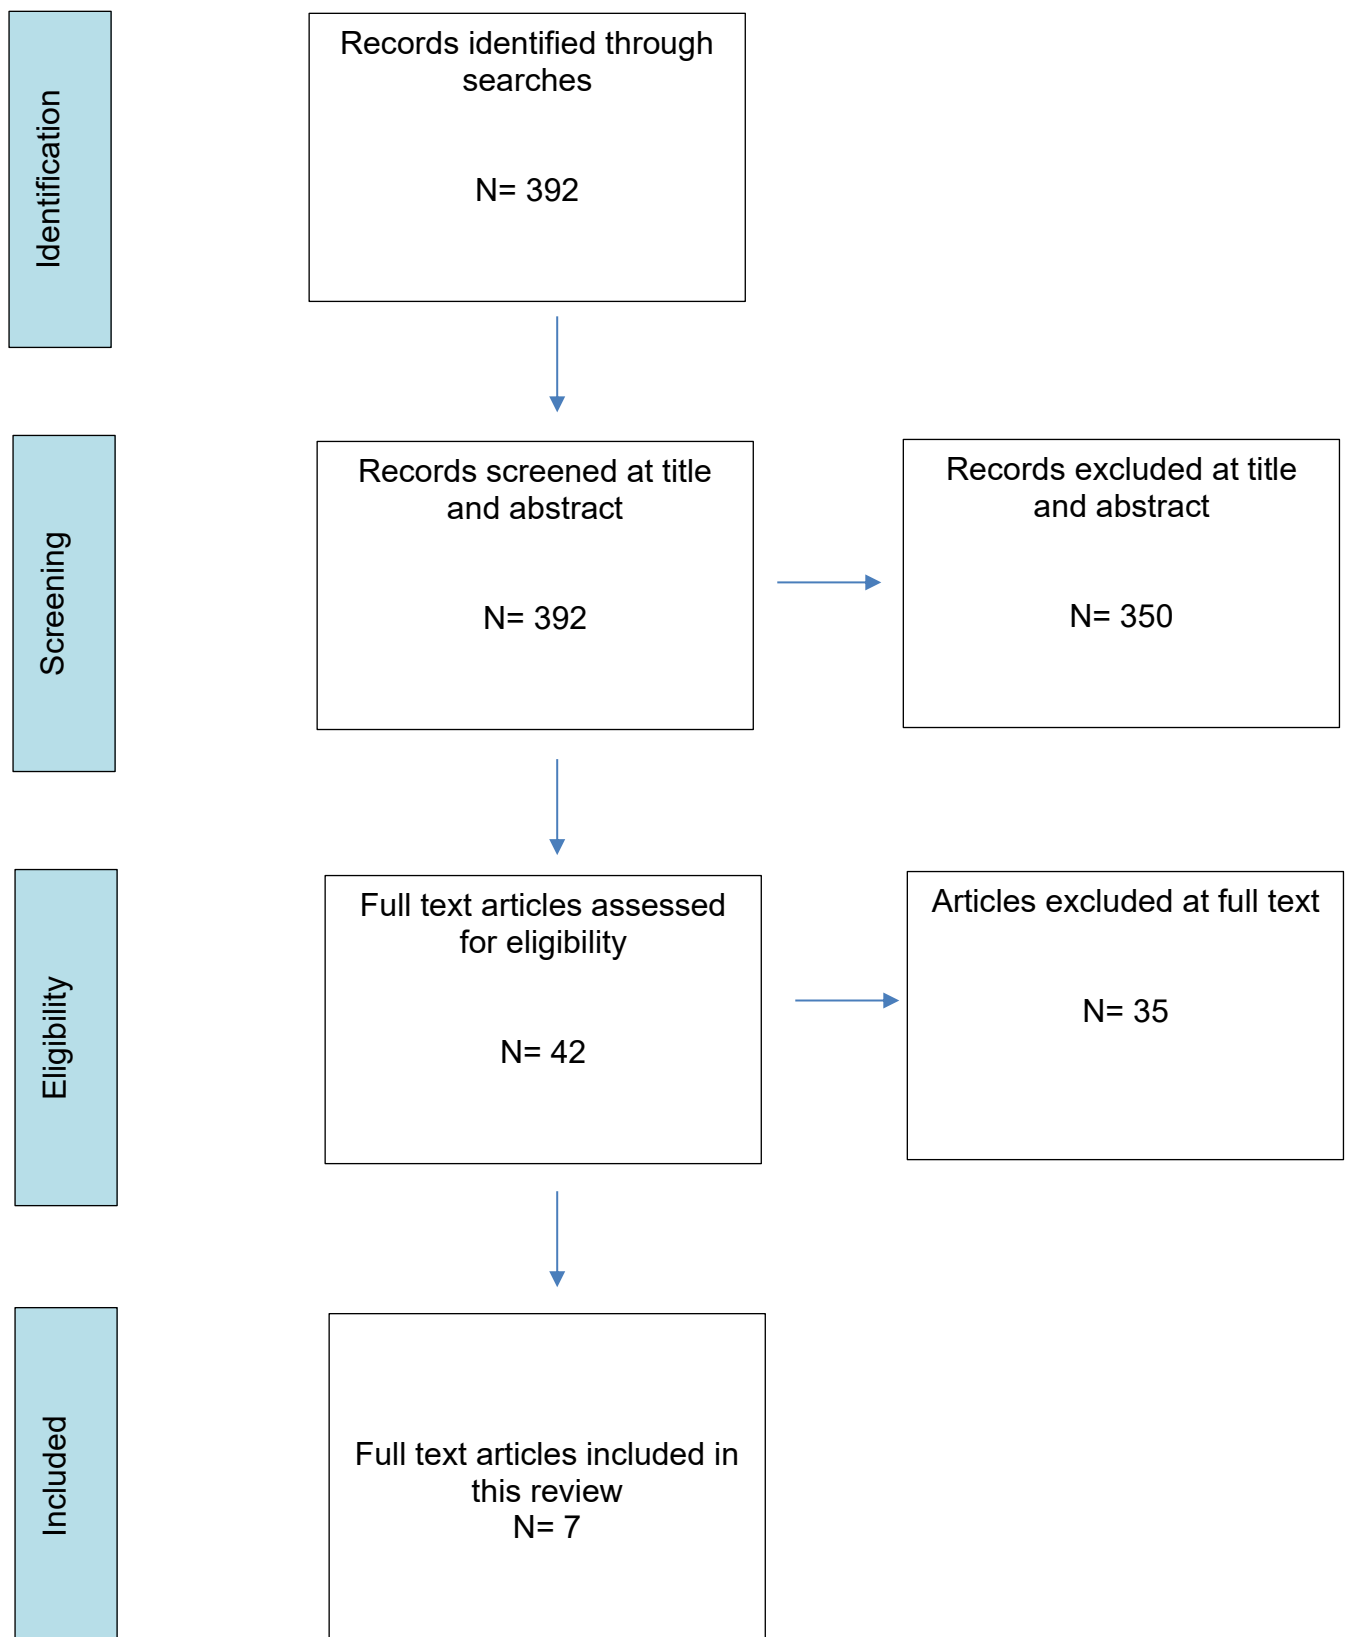 Identification
Records identified through
searches
N= 392
Screening
Records screened at title
and abstract
N= 392
Records excluded at title
and abstract
N= 350
Eligibility
Full text articles assessed
for eligibility
N= 42
Articles excluded at full text
N= 35
Included
Full text articles included in
this review
N= 7